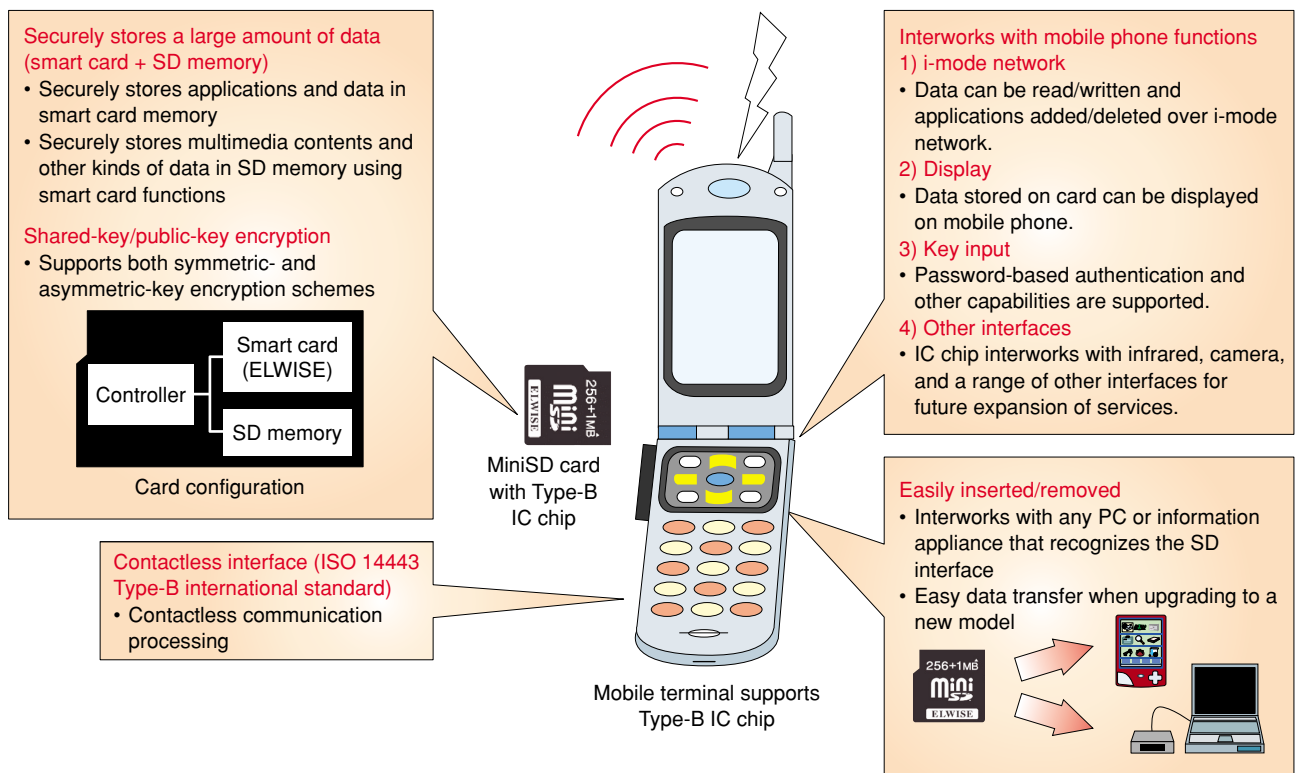 Securely stores a large amount of data
(smart card + SD memory)
• Securely stores applications and data in
smart card memory
• Securely stores multimedia contents and
other kinds of data in SD memory using
smart card functions
Shared-key/public-key encryption
• Supports both symmetric- and
asymmetric-key encryption schemes
Controller
Smart card
(ELWISE)
SD memory
Card configuration
256+1MB
mini
SD
ELWISE
MiniSD card
with Type-B
IC chip
Contactless interface (ISO 14443
Type-B international standard)
• Contactless communication
processing
Mobile terminal supports
Type-B IC chip
Interworks with mobile phone functions
1) i-mode network
• Data can be read/written and
applications added/deleted over i-mode
network.
2) Display
• Data stored on card can be displayed
on mobile phone.
3) Key input
• Password-based authentication and
other capabilities are supported.
4) Other interfaces
• IC chip interworks with infrared, camera,
and a range of other interfaces for
future expansion of services.
Easily inserted/removed
• Interworks with any PC or information
appliance that recognizes the SD
interface
• Easy data transfer when upgrading to a
new model
256+1MB
mini
SD
ELWISE